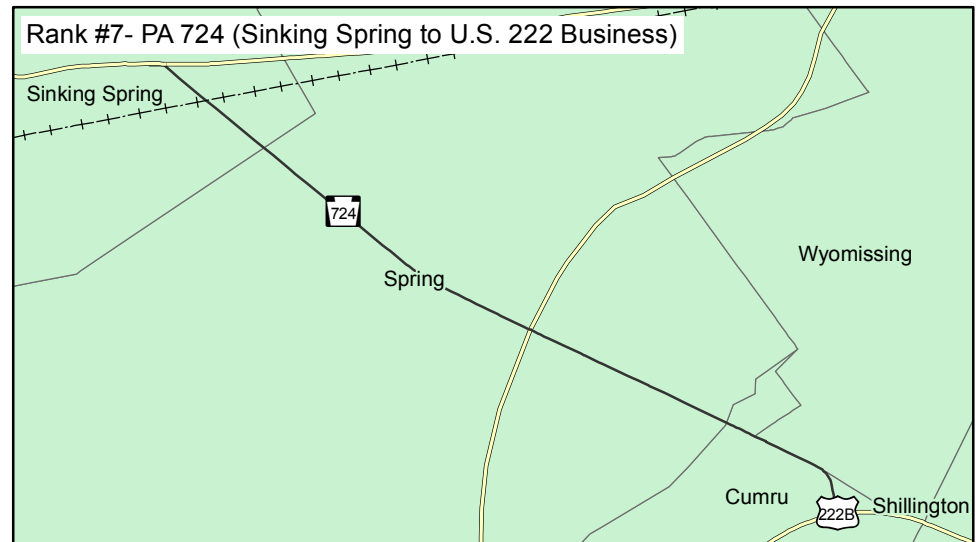 Rank #7- PA 724 (Sinking Spring to U.S. 222 Business)
Sinking Spring
724
Wyomissing
Spring
Cumru
222B
Shillington